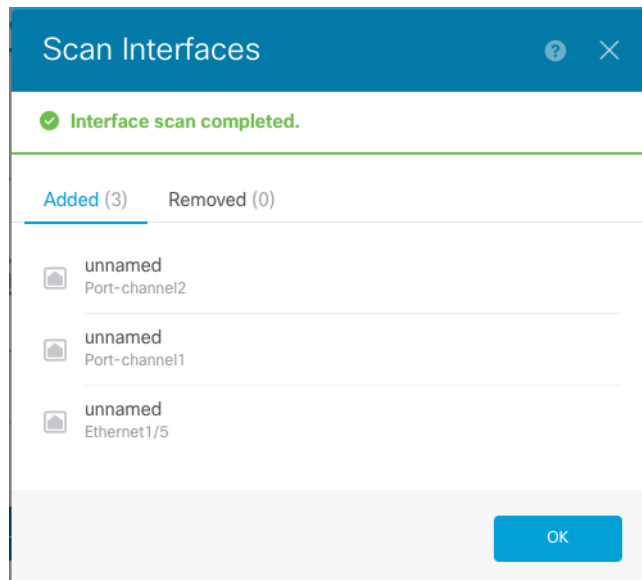 Scan Interfaces
Interface scan completed.
Added (3) Removed (0)
unnamed
Port-channel2
unnamed
Port-channel1
unnamed
Ethernet1/5
OK